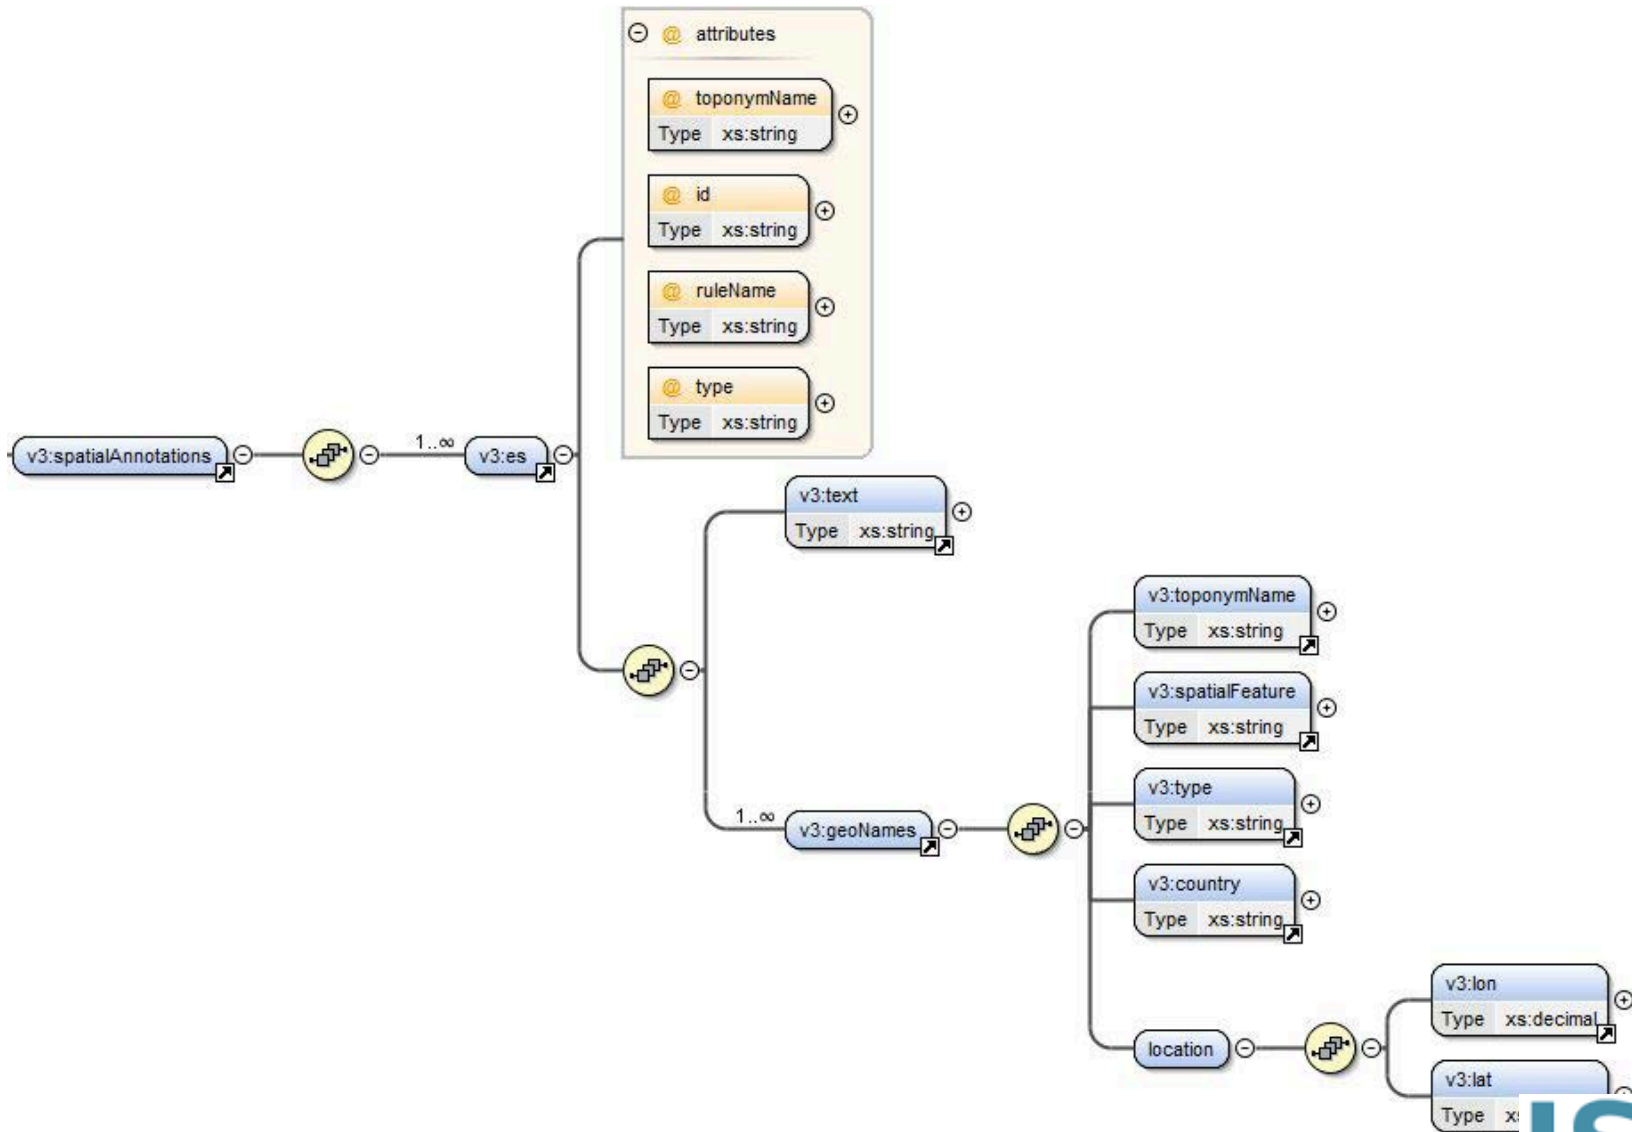 @ attributes
@ toponymName
Type xs:string
@ id
Type xs:string
@ ruleName
Type xs:string
@ type
Type xs:string
v3:spatialAnnotations
1..∞
v3:es
v3:text
Type xs:string
v3:toponymName
Type xs:string
v3:spatialFeature
Type xs:string
v3:type
Type xs:string
1..∞
v3:geoNames
v3:country
Type xs:string
v3:lon
Type xs:decimal
location
v3:lat
Type